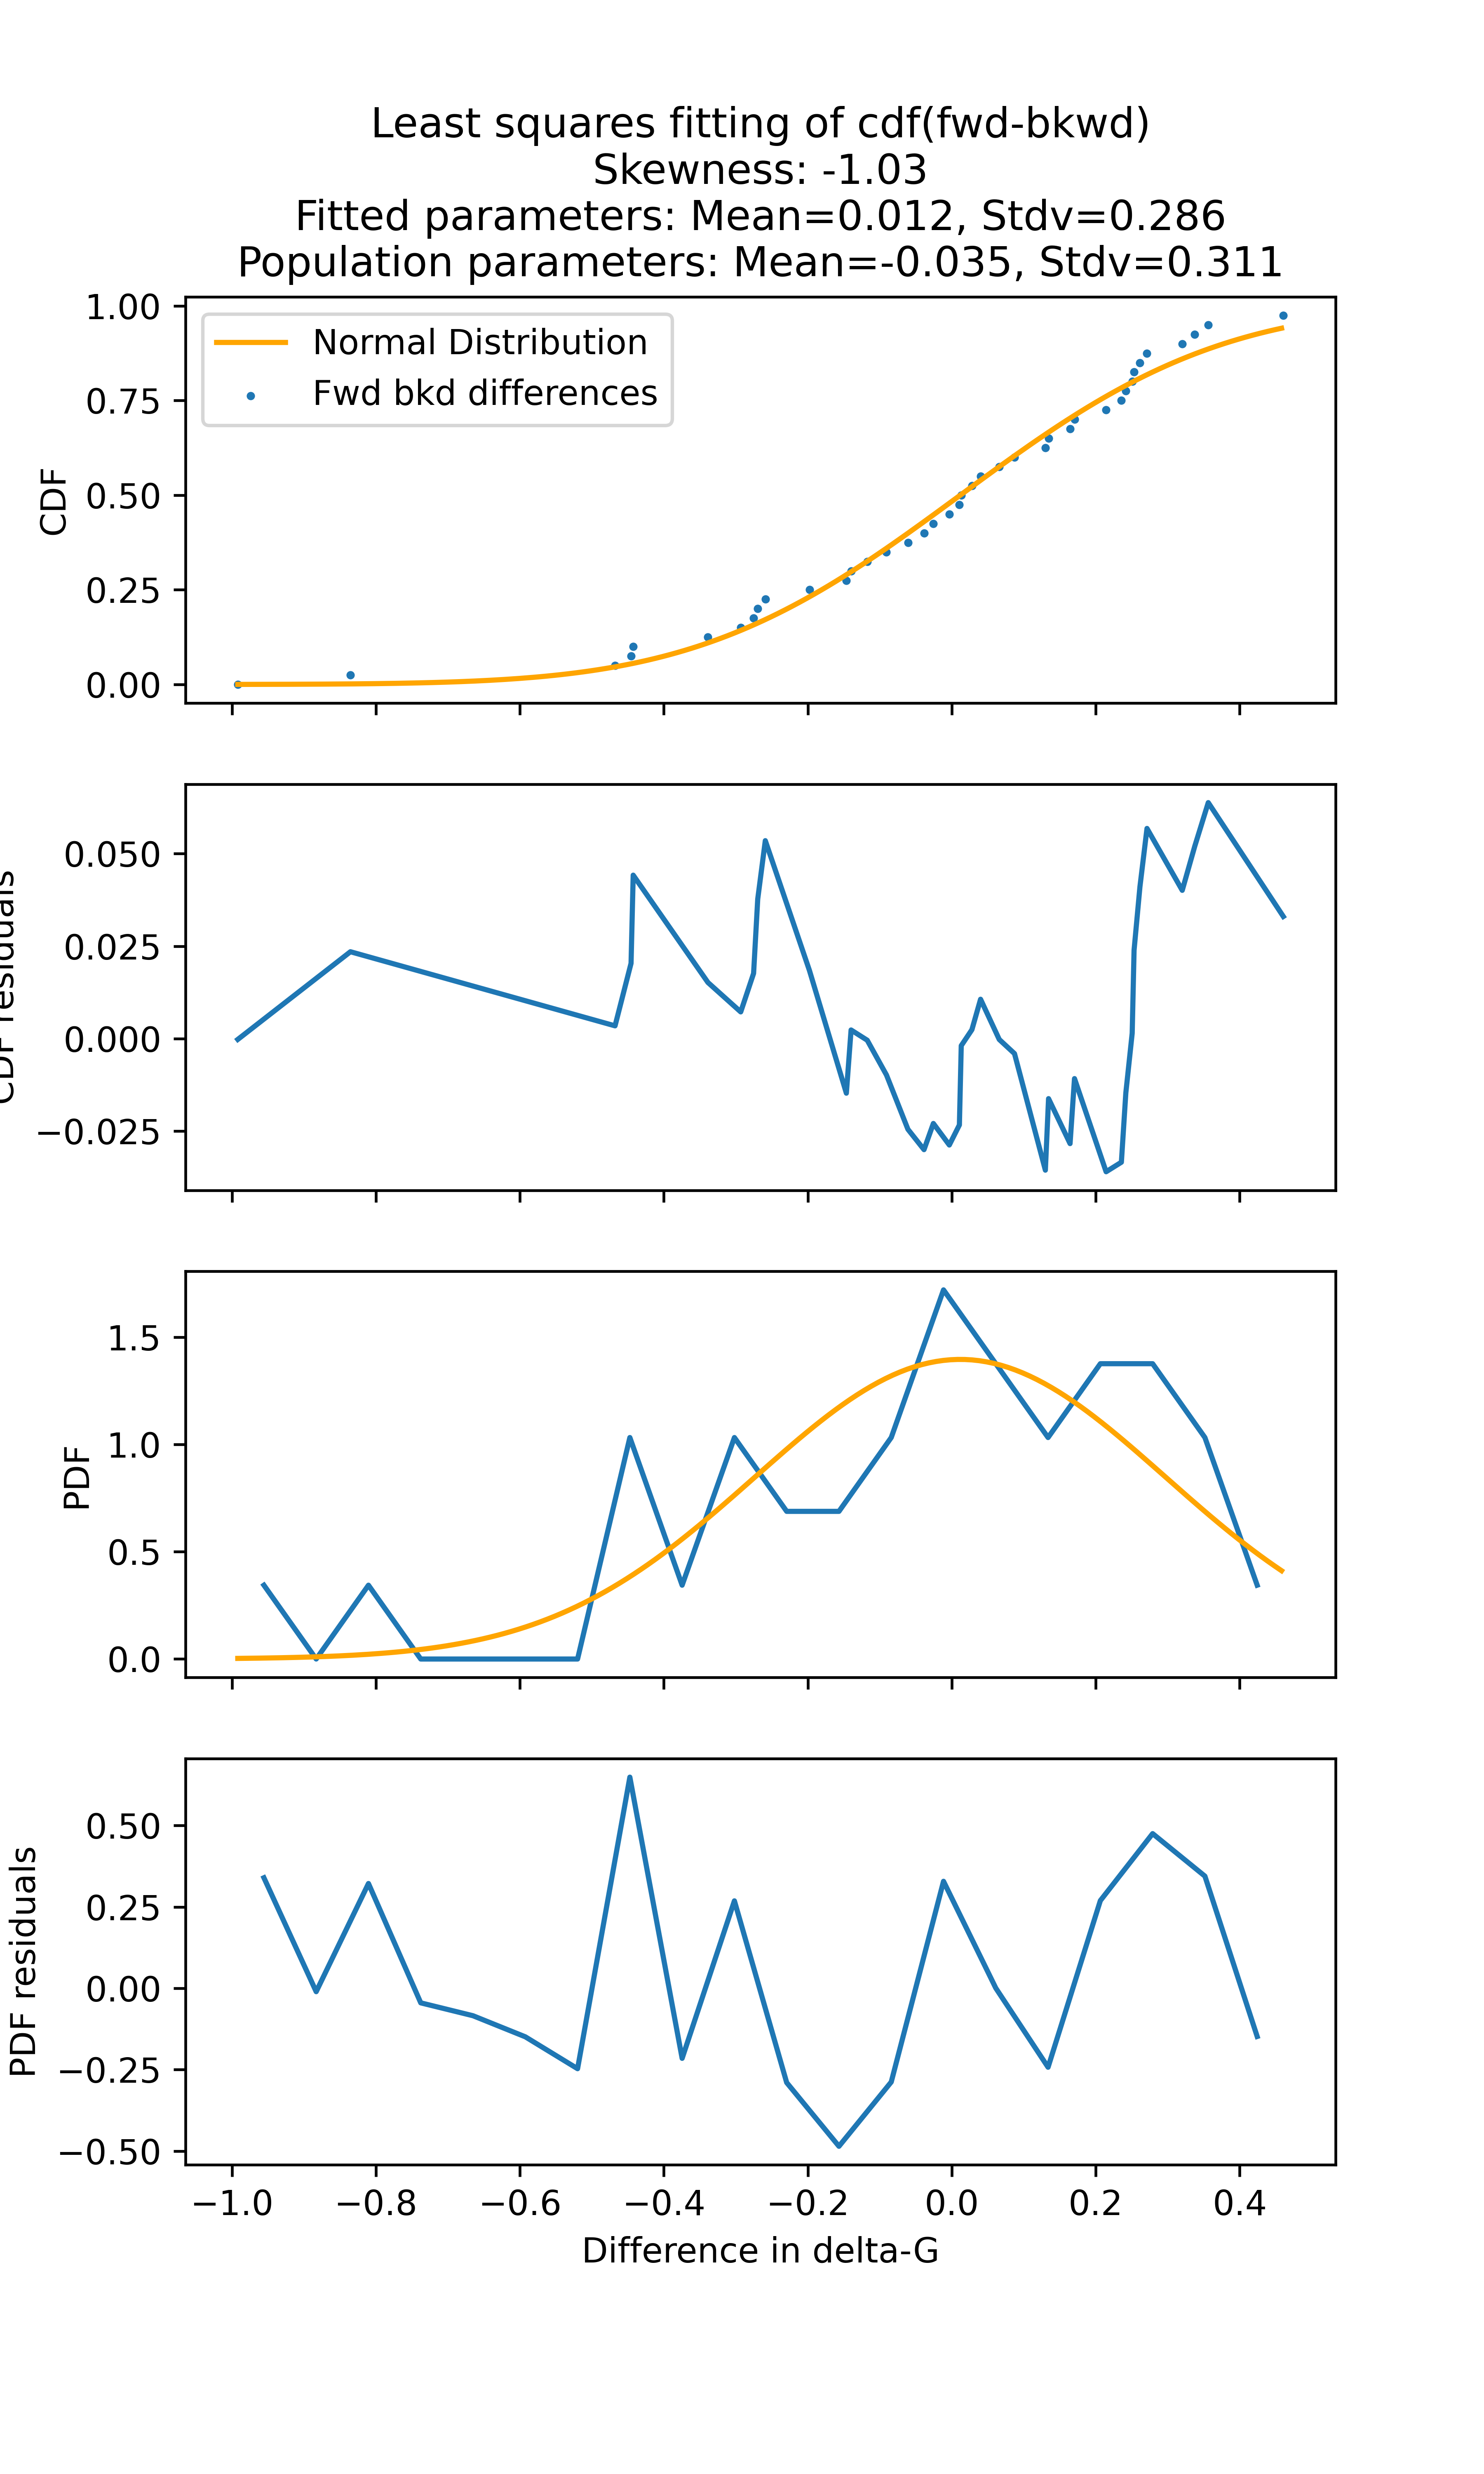 Least squares fitting of cdf(fwd-bkwd)
Skewness: -1.03
Fitted parameters: Mean=0.012, Stdv=0.286
Population parameters: Mean=-0.035, Stdv=0.311
1.00
0.75
0.50
0.25
0.00
CDF
Normal Distribution
Fwd bkd differences
0.050
0.025
0.000
−0.025
CDF residuals
1.5
1.0
0.5
0.0
PDF
0.50
0.25
0.00
−0.25
−0.50
PDF residuals
−1.0 −0.8 −0.6 −0.4 −0.2 0.0 0.2 0.4
Difference in delta-G